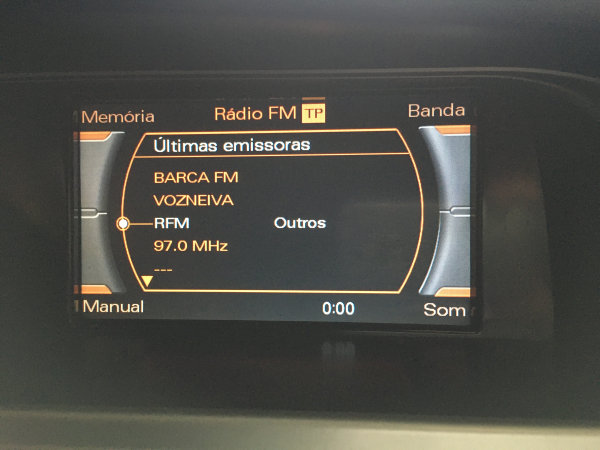 Memória Rádio FM TP Banda
Últimas emissoras
BARCA FM
VOZNEIVA
RFM Outros
97.0 MHz
---
Manual 0:00 Som